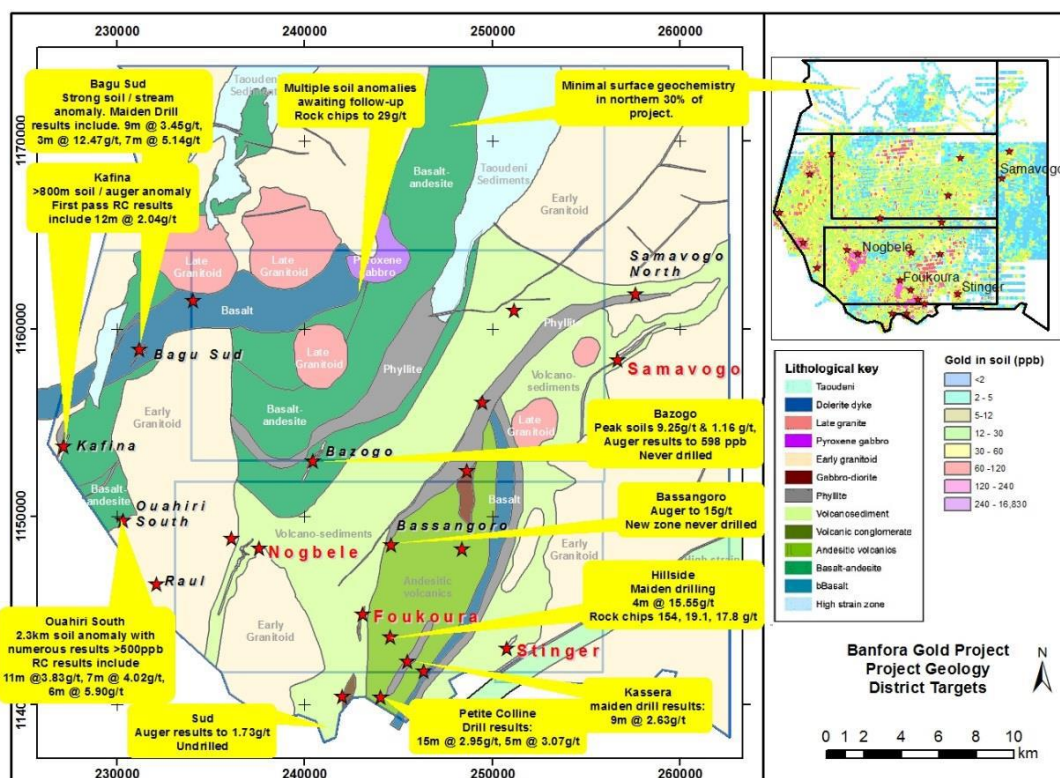 230000
240000
250000
260000
1170000
1160000
1150000
1140000
Bagu Sud
Strong soil / stream
anomaly. Maiden Drill
results include. 9m @ 3.45g/t,
3m @ 12.47g/t, 7m @ 5.14g/t
Kafina
>800m soil / auger anomaly
First pass RC results
include 12m @ 2.04g/t
Multiple soil anomalies
awaiting follow-up
Rock chips to 29g/t
Minimal surface geochemistry
in northern 30% of
project.
Taoudeni
Basalt-
andesite
Taoudeni
Sediments
Early
Granitoid
Late
Granitoid
Late
Granitoid
Pyroxene
Gabbro
Basalt
Late
Granitoid
Phyllite
Phyllite
Samavogo
North
Volcano-
sediments
Samavogo
Bagu Sud
Early
Granitoid
Basalt-
andesite
Kafina
Basalt-
andesite
Bazogo
Late
Granitoid
Bazogo
Peak soils 9.25g/t & 1.16 g/t,
Auger results to 598 ppb
Never drilled
Ouahiri
South
Volcano-sediments
Bassangoro
Basalt
Bassangoro
Auger to 15g/t
New zone never drilled
Nogbele
Raul
Andesitic
volcanics
Early
Granitoid
High strain
Hillside
Maiden drilling
4m @ 15.55g/t
Rock chips 154, 19.1, 17.8 g/t
Foukoura
Early
Granitoid
Stinger
Ouahiri South
2.3km soil anomaly with
numerous results >500ppb
RC results include
11m @3.83g/t, 7m @ 4.02g/t,
6m @ 5.90g/t
Kassera
maiden drill results:
9m @ 2.63g/t
Sud
Auger results to 1.73g/t
Undrilled
Petite Colline
Drill results:
15m @ 2.95g/t, 5m @ 3.07g/t
230000
240000
250000
260000
Samavogo
Nogbele
Foukoura
Stinger
Lithological key
Taoudeni
Dolerite dyke
Late granite
Pyroxene gabbro
Early granitoid
Gabbro-diorite
Phyllite
Volcanosediment
Volcanic conglomerate
Andesitic volcanics
Basalt-andesite
bBasalt
High strain zone
Gold in soil (ppb)
<2
2 - 5
5-12
12 - 30
30 - 60
60 -120
120 - 240
240 - 16,830
Banfora Gold Project
Project Geology
District Targets
N
0 1 2 4 6 8 10
km